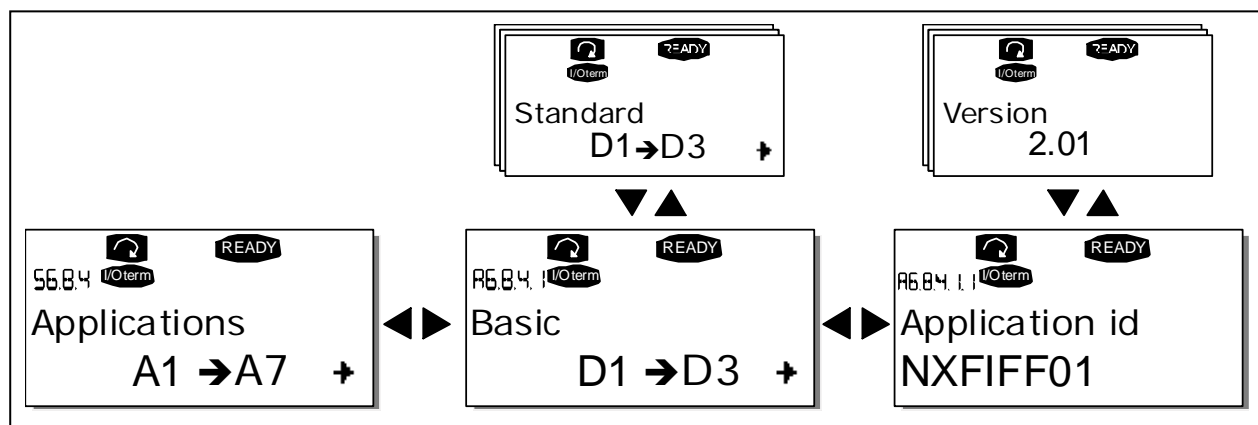 READY
I/Oterm
Standard
D1➔D3
READY
I/Oterm
Version
2.01
READY
S6.8.4 I/Oterm
Applications
A1 ➔A7
READY
A6.8.4.1 I/Oterm
Basic
D1 ➔D3
READY
A6.8.4.1.1 I/Oterm
Application id
NXFIFF01